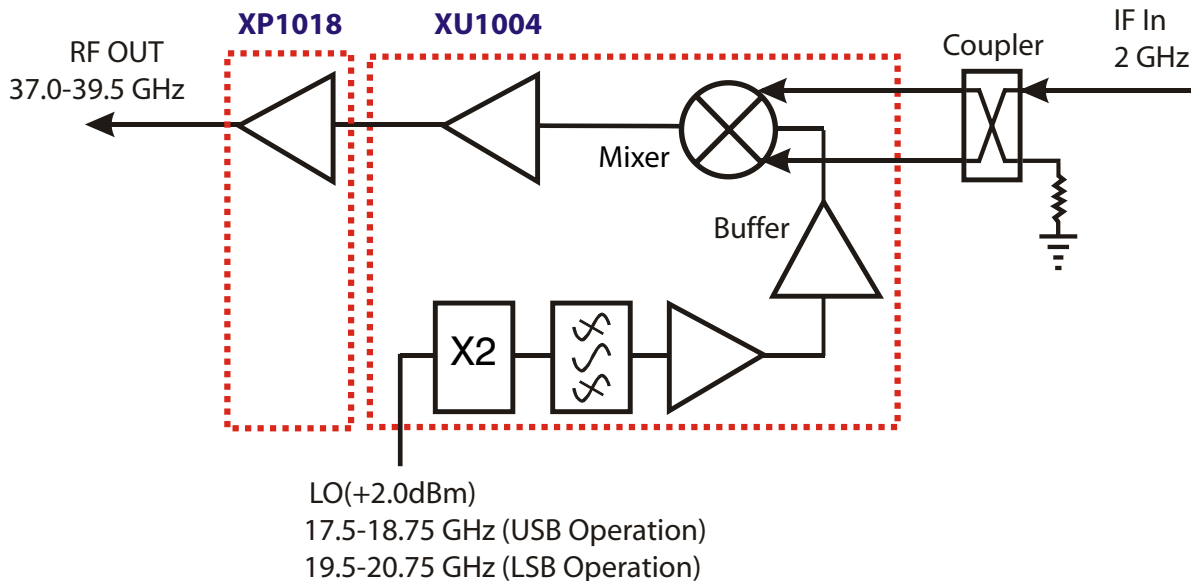 XP1018
XU1004
RF OUT
37.0-39.5 GHz
Coupler
IF In
2 GHz
Mixer
Buffer
X2
LO(+2.0dBm)
17.5-18.75 GHz (USB Operation)
19.5-20.75 GHz (LSB Operation)